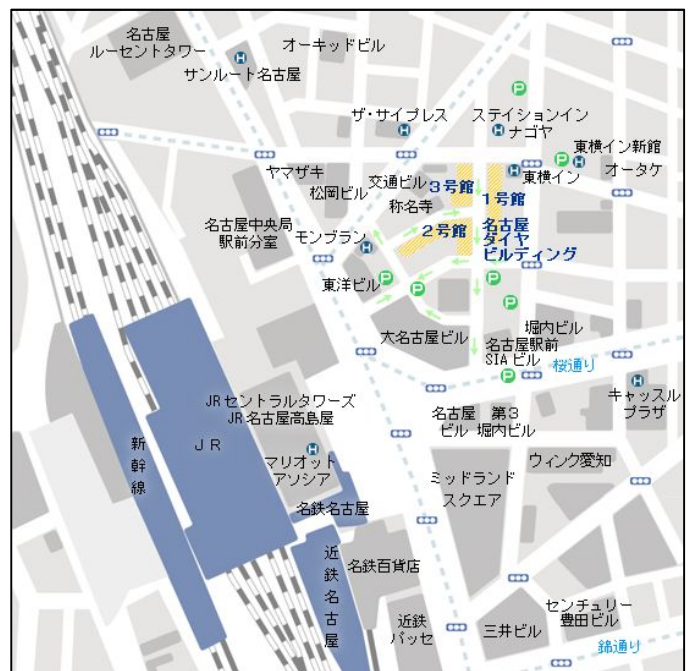 名古屋
ルーセントタワー
オーキッドビル
サンルート名古屋
ザ・サイプレス
ステイションイン
ナゴヤ
東横イン新館
オータケ
東横イン
ヤマザキ
松岡ビル
交通ビル
3号館
1号館
称名寺
名古屋中央局
駅前分室
モンブラン
2号館
名古屋
ダイヤ
ビルディング
東洋ビル
大名古屋ビル
堀内ビル
名古屋駅前
SIAビル
桜通り
キャッスル
プラザ
JRセントラルタワーズ
JR名古屋高島屋
名古屋
ビル
第3
堀内ビル
新幹線
JR
マリオット
アソシア
ウィンク愛知
ミッドランド
スクエア
名鉄名古屋
近鉄名古屋
名鉄百貨店
近鉄
パッセ
三井ビル
センチュリー
豊田ビル
錦通り